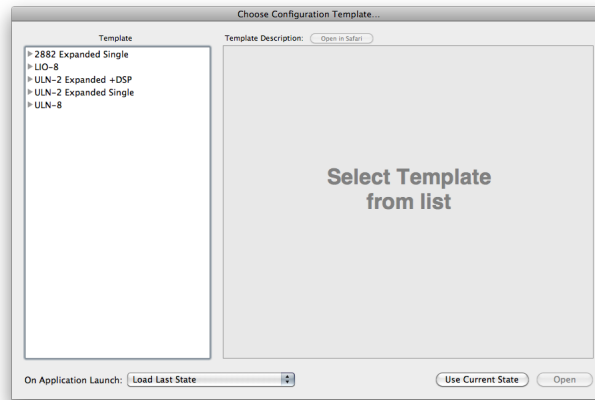 Choose Configuration Template...
Template
Template Description:
Open in Safari
2882 Expanded Single
LIO-8
ULN-2 Expanded +DSP
ULN-2 Expanded Single
ULN-8
Select Template
from list
On Application Launch:
Load Last State
Use Current State
Open